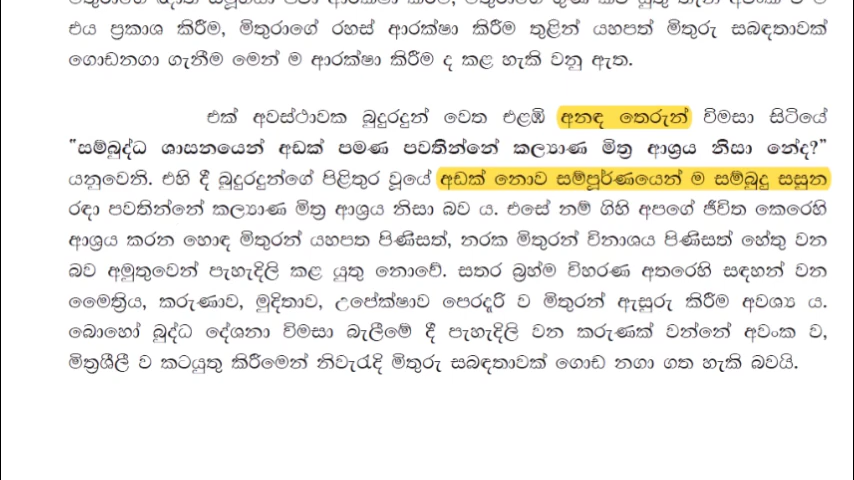 එය ප්‍රකාශ කිරීම, මිතුරාගේ රහස් ආරක්ෂා කිරීම තුළින් යහපත් මිතුරු සබඳතාවක්
ගොඩනගා ගැනීම මෙන් ම ආරක්ෂා කිරීම ද කළ හැකි වනු ඇත.
එක් අවස්ථාවක බුදුරදුන් වෙත එළඹි අනඳ තෙරුන් විමසා සිටියේ
"සම්බුද්ධ ශාසනයෙන් අඩක් පමණ පවතින්නේ කල්‍යාණ මිත්‍ර ආශ්‍රය නිසා නේද?"
යනුවෙනි. එහි දී බුදුරදුන්ගේ පිළිතුර වූයේ අඩක් නොව සම්පූර්ණයෙන් ම සම්බුදු සසුන
රඳා පවතින්නේ කල්‍යාණ මිත්‍ර ආශ්‍රය නිසා බව ය. එසේ නම් ගිහි අපගේ ජීවිත කෙරෙහි
ආශ්‍රය කරන හොඳ මිතුරන් යහපත පිණිසත්, නරක මිතුරන් විනාශය පිණිසත් හේතු වන
බව අමුතුවෙන් පැහැදිලි කළ යුතු නොවේ. සතර බ්‍රහ්ම විහරණ අතරෙහි සඳහන් වන
මෛත්‍රිය, කරුණාව, මුදිතාව, උපේක්ෂාව පෙරදැරි ව මිතුරන් ඇසුරු කිරීම අවශ්‍ය ය.
බොහෝ බුද්ධ දේශනා විමසා බැලීමේ දී පැහැදිලි වන කරුණක් වන්නේ අවංක ව,
මිත්‍රශීලී ව කටයුතු කිරීමෙන් නිවැරැදි මිතුරු සබඳතාවක් ගොඩ නගා ගත හැකි බවයි.